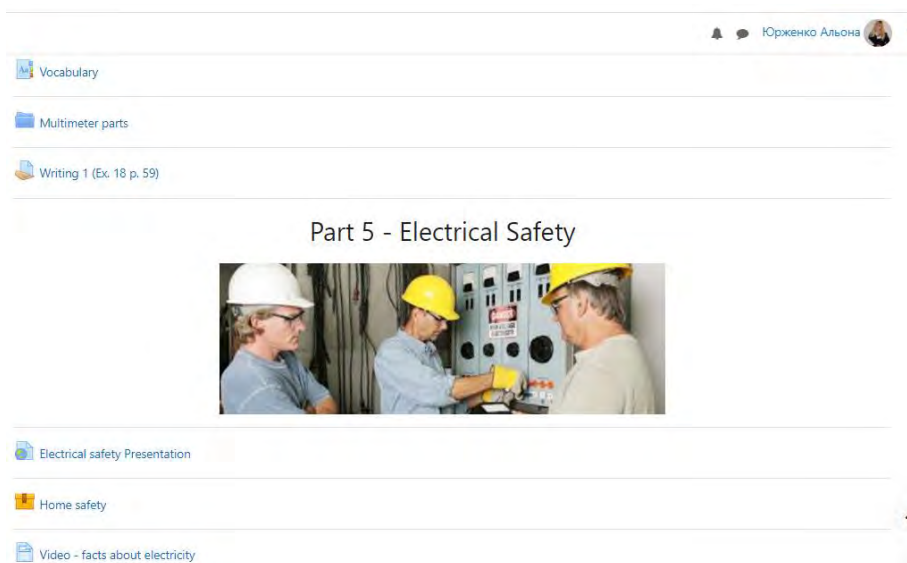 Юрженко Альона
Vocabulary
Multimeter parts
Writing 1 (Ex. 18 p. 59)
Part 5 - Electrical Safety
DANGER
Electrical safety Presentation
Home safety
Video - facts about electricity